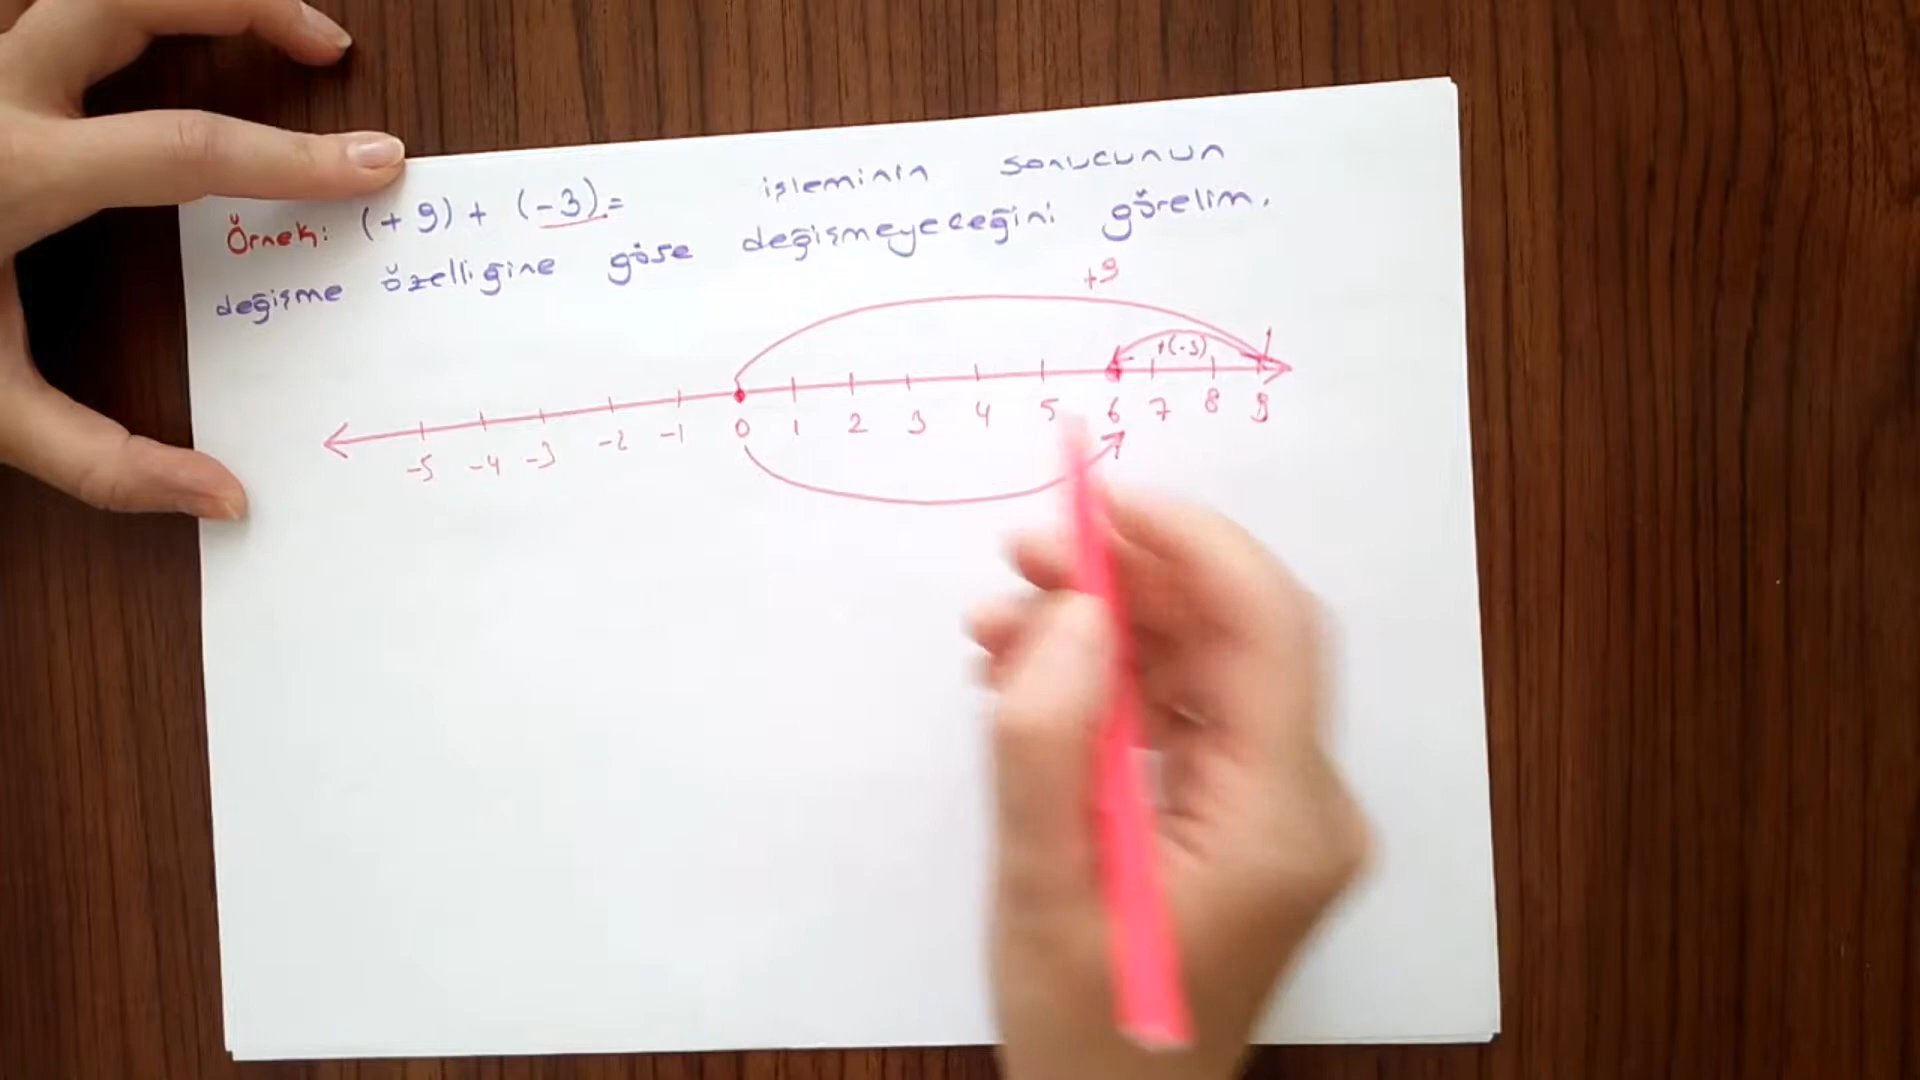 Örnek: (+9) + (-3) = işleminin sonucunun
değişme özelliğine göre değişmeyeceğini görelim.
+9
+(-3)
-5 -4 -3 -2 -1 0 1 2 3 4 5 6 7 8 9